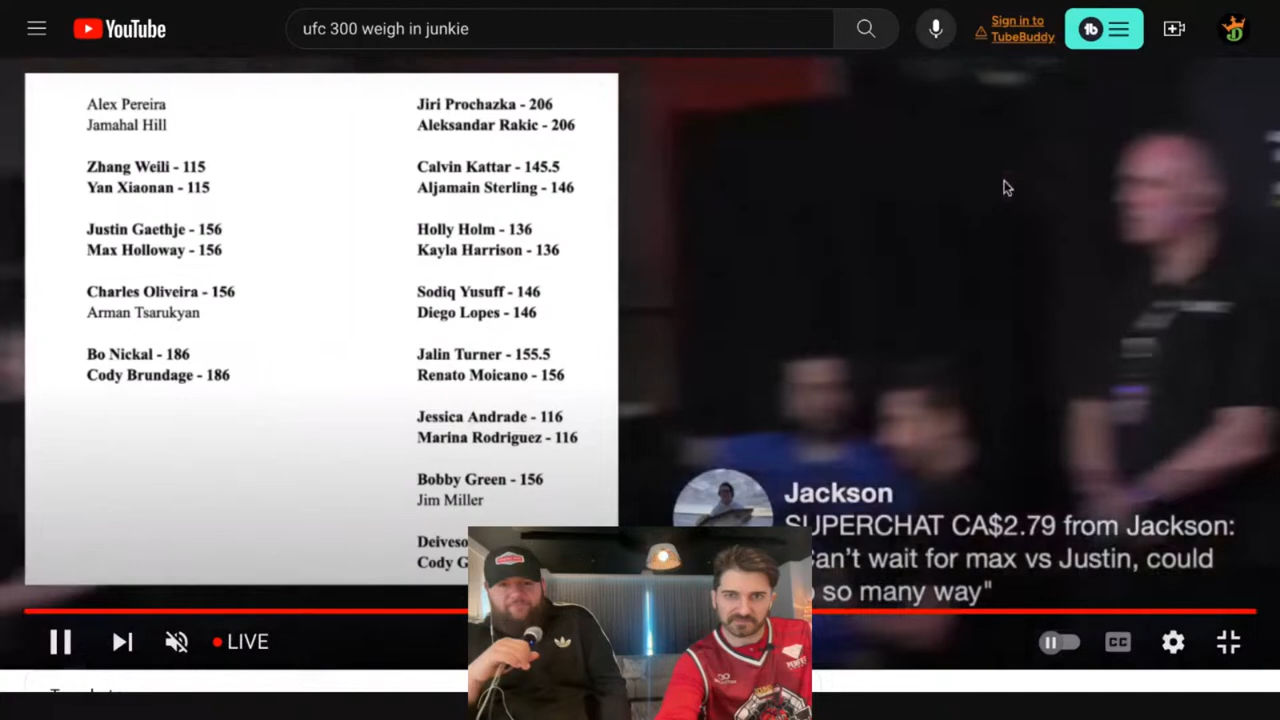 YouTube
ufc 300 weigh in junkie
Sign in to
TubeBuddy
tb
Alex Pereira
Jamahal Hill
Zhang Weili - 115
Yan Xiaonan - 115
Justin Gaethje - 156
Max Holloway - 156
Charles Oliveira - 156
Arman Tsarukyan
Bo Nickal - 186
Cody Brundage - 186
Jiri Prochazka - 206
Aleksandar Rakic - 206
Calvin Kattar - 145.5
Aljamain Sterling - 146
Holly Holm - 136
Kayla Harrison - 136
Sodiq Yusuff - 146
Diego Lopes - 146
Jalin Turner - 155.5
Renato Moicano - 156
Jessica Andrade - 116
Marina Rodriguez - 116
Bobby Green - 156
Jim Miller
Deiveso
Cody G
Jackson
SUPERCHAT CA$2.79 from Jackson:
an't wait for max vs Justin, could
so many way"
LIVE
CC